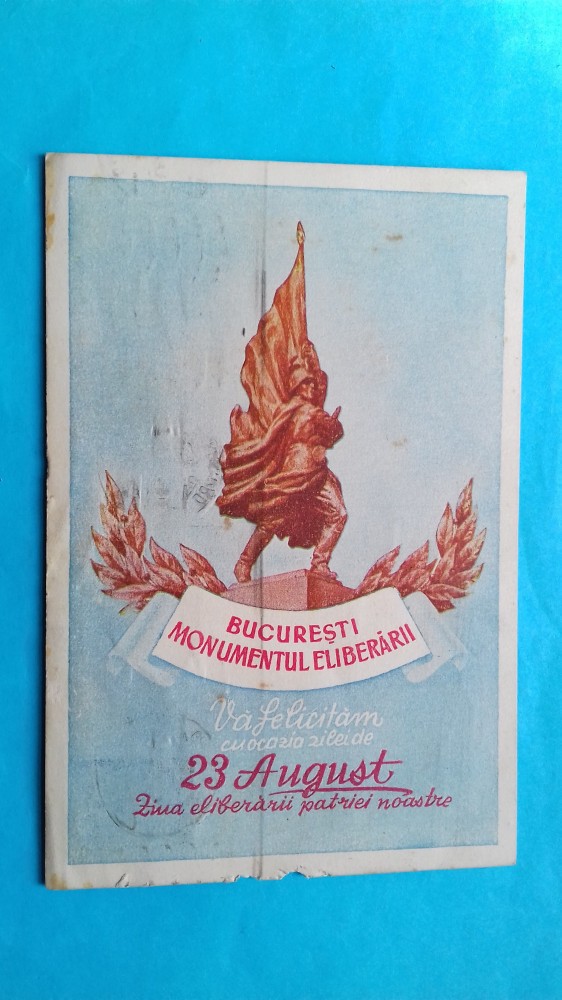 BUCUREȘTI
MONUMENTUL ELIBERĂRII
Vă felicităm
cu ocazia zilei de
23 August
Ziua eliberării patriei noastre